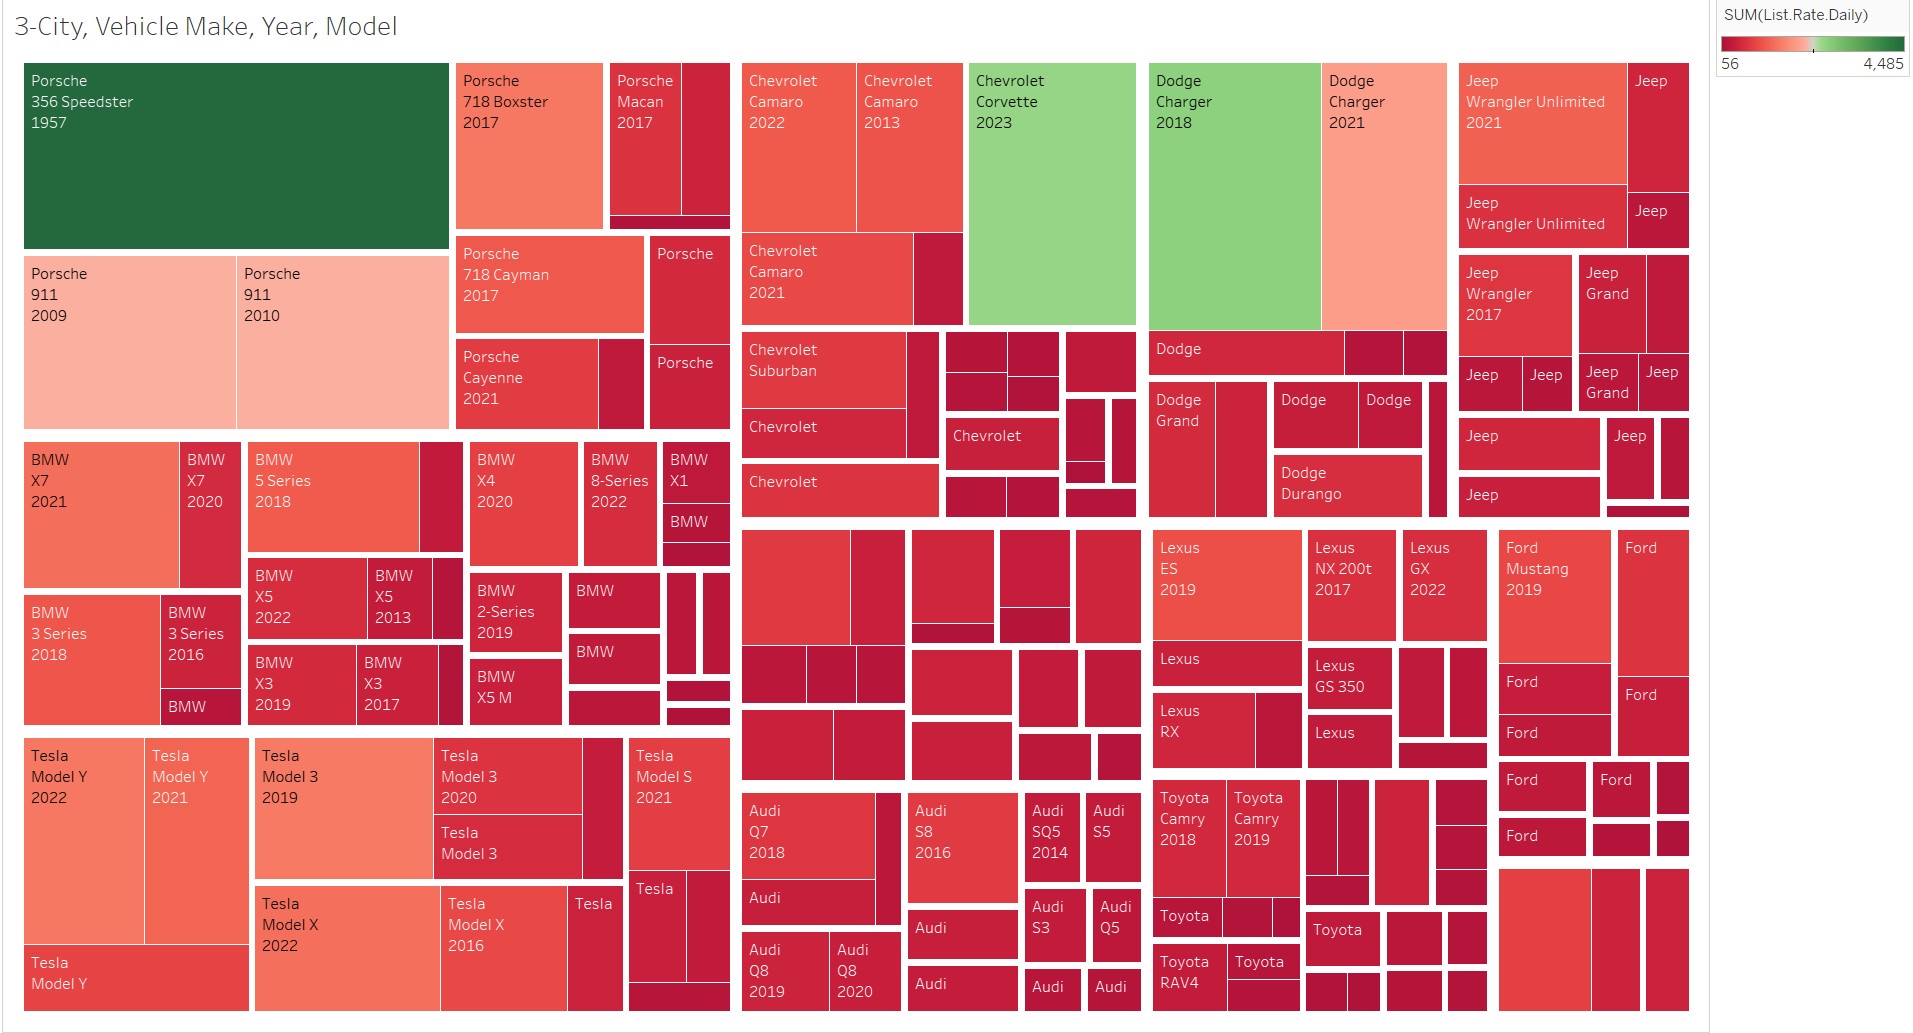 3-City, Vehicle Make, Year, Model
SUM(List.Rate.Daily)
56 4,485
Porsche
356 Speedster
1957
Porsche
911
2009
Porsche
911
2010
Porsche
718 Boxster
2017
Porsche
Macan
2017
Porsche
718 Cayman
2017
Porsche
Porsche
Cayenne
2021
Porsche
Chevrolet
Camaro
2022
Chevrolet
Camaro
2013
Chevrolet
Corvette
2023
Chevrolet
Camaro
2021
Chevrolet
Suburban
Chevrolet
Chevrolet
Chevrolet
Dodge
Charger
2018
Dodge
Charger
2021
Dodge
Dodge
Grand
Dodge
Dodge
Dodge
Durango
Jeep
Wrangler Unlimited
2021
Jeep
Jeep
Wrangler Unlimited
Jeep
Jeep
Wrangler
2017
Jeep
Grand
Jeep
Jeep
Jeep
Grand
Jeep
Jeep
Jeep
Jeep
BMW
X7
2021
BMW
X7
2020
BMW
3 Series
2018
BMW
3 Series
2016
BMW
BMW
5 Series
2018
BMW
X5
2022
BMW
X5
2013
BMW
X3
2019
BMW
X3
2017
BMW
X4
2020
BMW
8-Series
2022
BMW
X1
BMW
BMW
2-Series
2019
BMW
BMW
BMW
X5 M
Tesla
Model Y
2022
Tesla
Model Y
2021
Tesla
Model Y
Tesla
Model 3
2019
Tesla
Model 3
2020
Tesla
Model 3
Tesla
Model X
2022
Tesla
Model X
2016
Tesla
Tesla
Model S
2021
Tesla
Audi
Q7
2018
Audi
Audi
Q8
2019
Audi
Q8
2020
Audi
S8
2016
Audi
Audi
Audi
SQ5
2014
Audi
S5
Audi
S3
Audi
Q5
Audi
Audi
Lexus
ES
2019
Lexus
Lexus
RX
Lexus
NX 200t
2017
Lexus
GX
2022
Lexus
GS 350
Lexus
Toyota
Camry
2018
Toyota
Camry
2019
Toyota
Toyota
RAV4
Toyota
Toyota
Ford
Mustang
2019
Ford
Ford
Ford
Ford
Ford
Ford
Ford